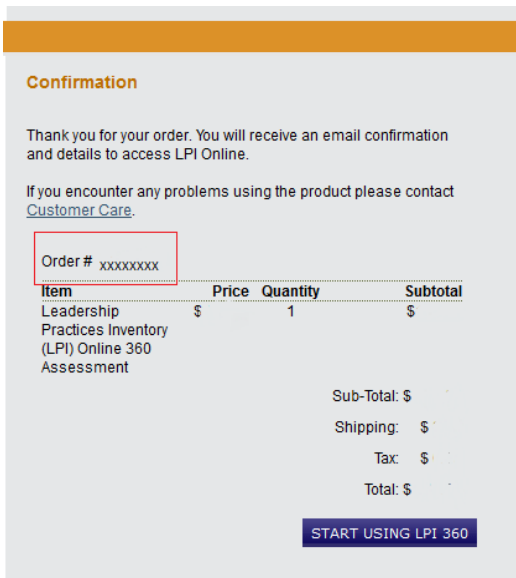 Confirmation
Thank you for your order. You will receive an email confirmation
and details to access LPI Online.
If you encounter any problems using the product please contact
Customer Care.
Order # xxxxxxxx
Item Price Quantity Subtotal
Leadership $ 1 $
Practices Inventory
(LPI) Online 360
Assessment
Sub-Total: $
Shipping: $
Tax: $
Total: $
START USING LPI 360